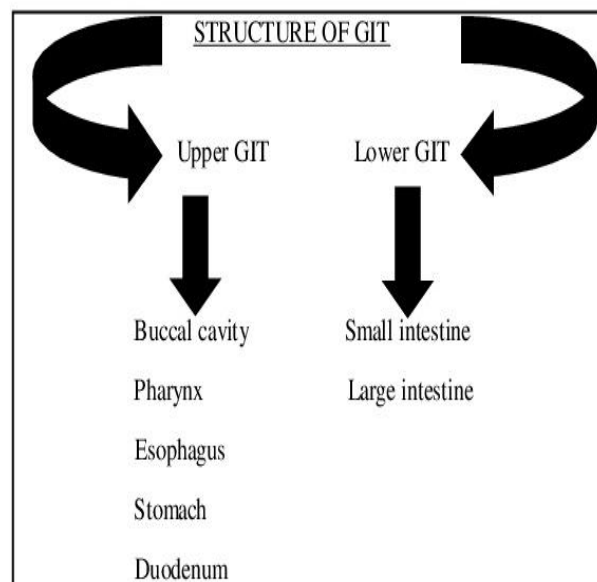 STRUCTURE OF GIT
Upper GIT
Lower GIT
Buccal cavity
Pharynx
Esophagus
Stomach
Duodenum
Small intestine
Large intestine